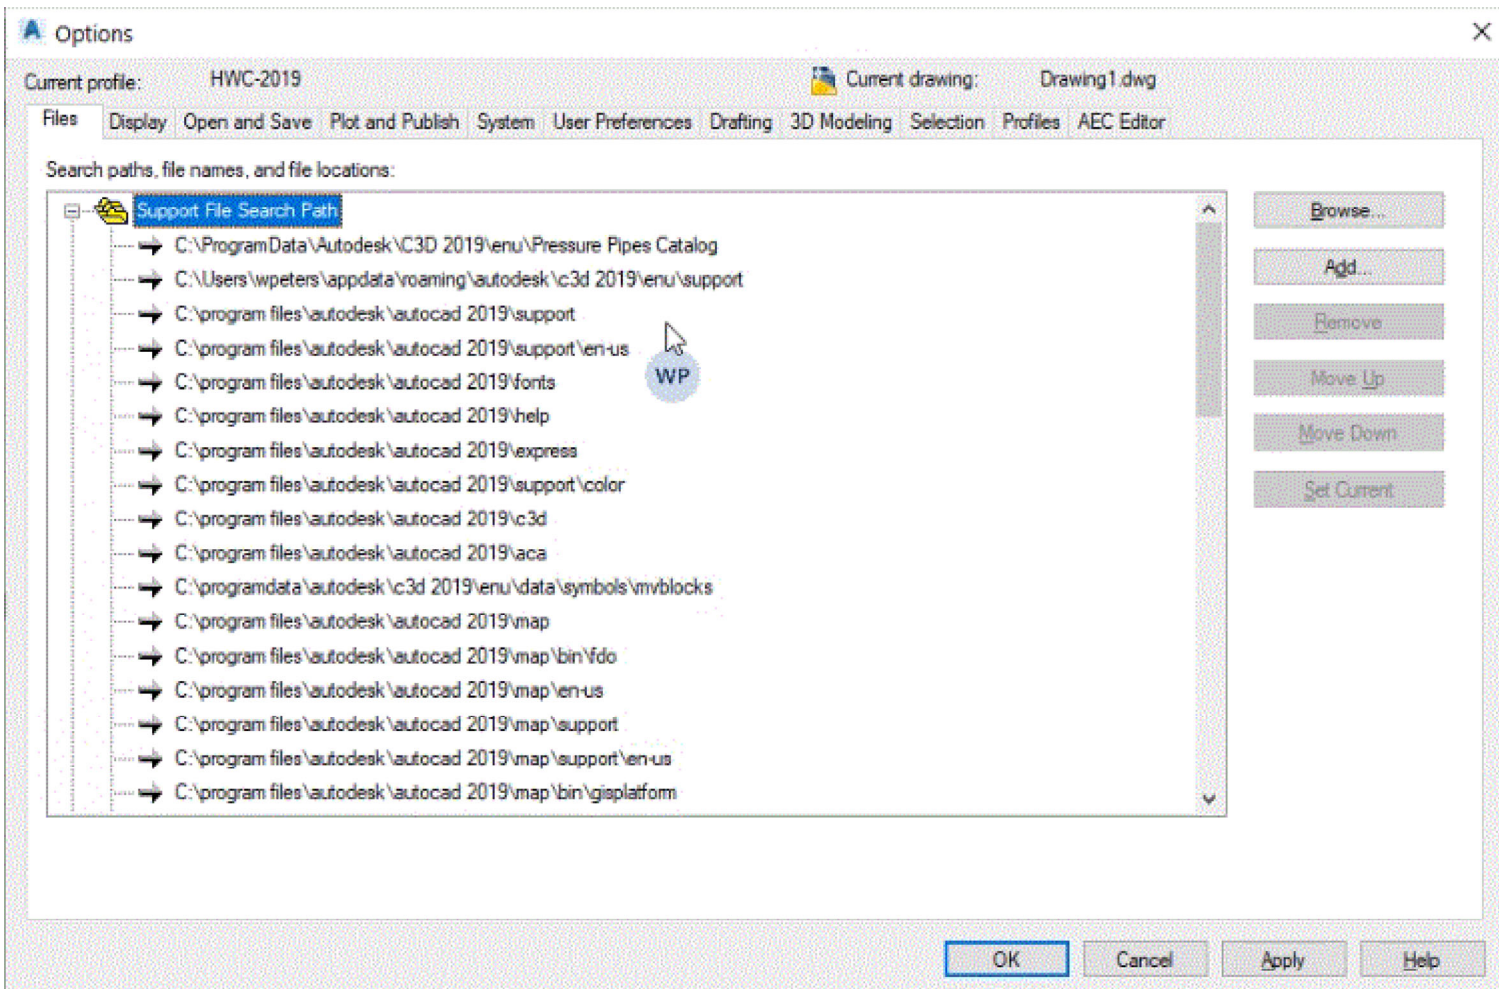 Options
Current profile: HWC-2019 Current drawing: Drawing1.dwg
Files Display Open and Save Plot and Publish System User Preferences Drafting 3D Modeling Selection Profiles AEC Editor
Search paths, file names, and file locations:
Support File Search Path
C:\ProgramData\Autodesk\C3D 2019\enu\Pressure Pipes Catalog
C:\Users\wpeters\appdata\roaming\autodesk\c3d 2019\enu\support
C:\program files\autodesk\autocad 2019\support
C:\program files\autodesk\autocad 2019\support\en-us
C:\program files\autodesk\autocad 2019\fonts
C:\program files\autodesk\autocad 2019\help
C:\program files\autodesk\autocad 2019\express
C:\program files\autodesk\autocad 2019\support\color
C:\program files\autodesk\autocad 2019\c3d
C:\program files\autodesk\autocad 2019\aca
C:\programdata\autodesk\c3d 2019\enu\data\symbols\mvblocks
C:\program files\autodesk\autocad 2019\map
C:\program files\autodesk\autocad 2019\map\bin\fdo
C:\program files\autodesk\autocad 2019\map\en-us
C:\program files\autodesk\autocad 2019\map\support
C:\program files\autodesk\autocad 2019\map\support\en-us
C:\program files\autodesk\autocad 2019\map\bin\gisplatform
WP
Browse...
Add...
Remove
Move Up
Move Down
Set Current
OK Cancel Apply Help